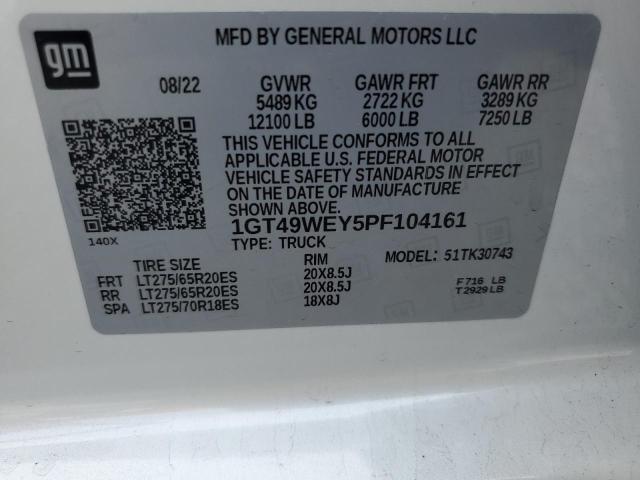 gm
MFD BY GENERAL MOTORS LLC
08/22 GVWR GAWR FRT GAWR RR
5489 KG 2722 KG 3289 KG
12100 LB 6000 LB 7250 LB
THIS VEHICLE CONFORMS TO ALL
APPLICABLE U.S. FEDERAL MOTOR
VEHICLE SAFETY STANDARDS IN EFFECT
ON THE DATE OF MANUFACTURE
SHOWN ABOVE.
1GT49WEY5PF104161
140X
TYPE: TRUCK MODEL: 51TK30743
TIRE SIZE RIM
FRT LT275/65R20ES 20X8.5J
RR LT275/65R20ES 20X8.5J
SPA LT275/70R18ES 18X8J
F 716 LB
T 2929 LB